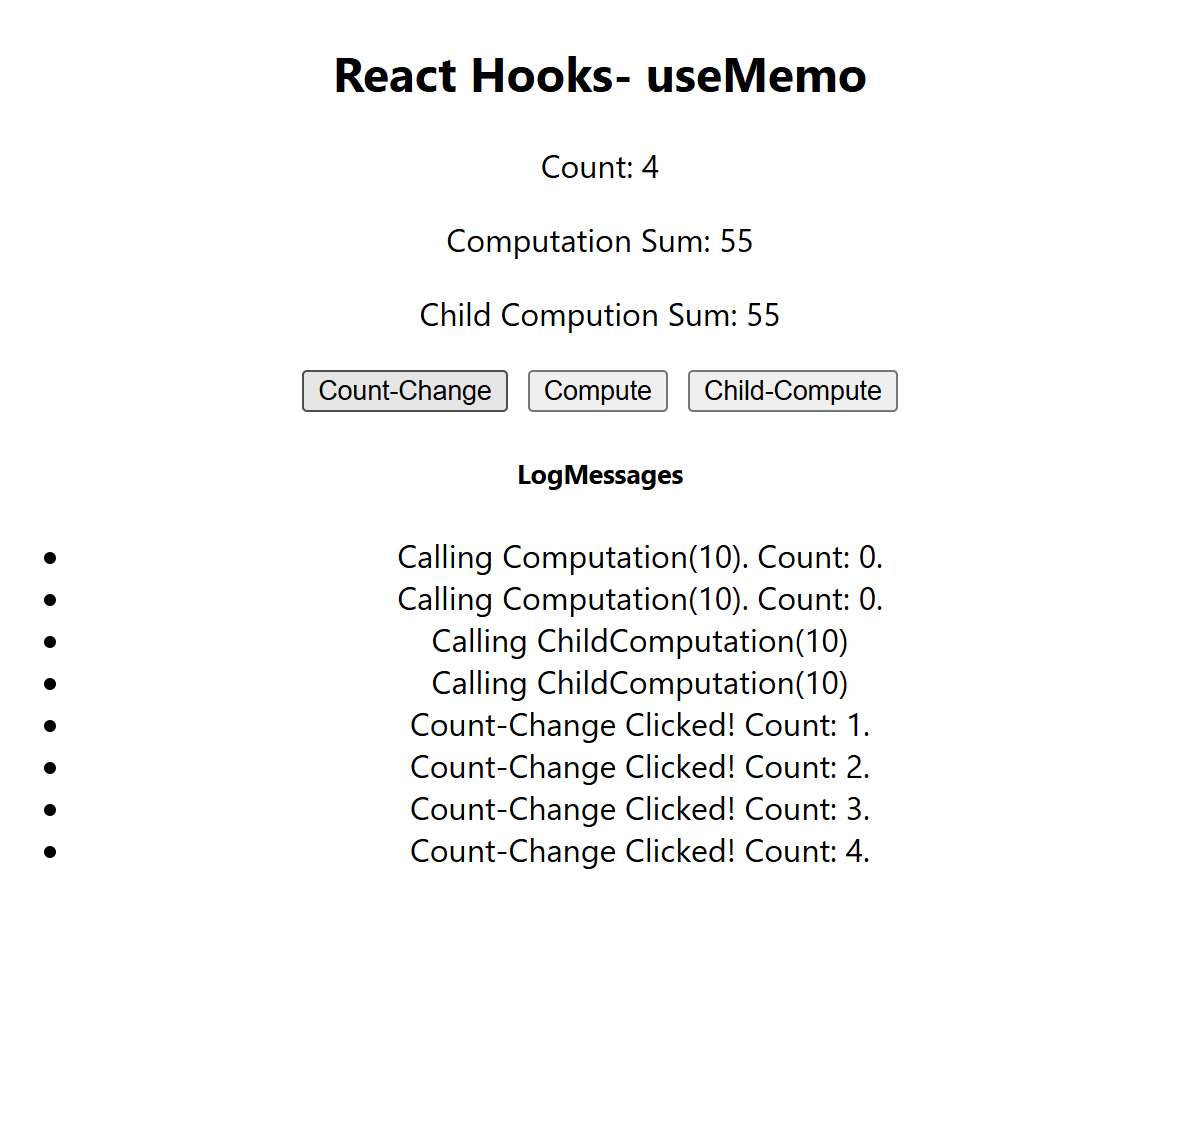 React Hooks- useMemo
Count: 4
Computation Sum: 55
Child Compution Sum: 55
Count-Change Compute Child-Compute
LogMessages
Calling Computation(10). Count: 0.
Calling Computation(10). Count: 0.
Calling ChildComputation(10)
Calling ChildComputation(10)
Count-Change Clicked! Count: 1.
Count-Change Clicked! Count: 2.
Count-Change Clicked! Count: 3.
Count-Change Clicked! Count: 4.